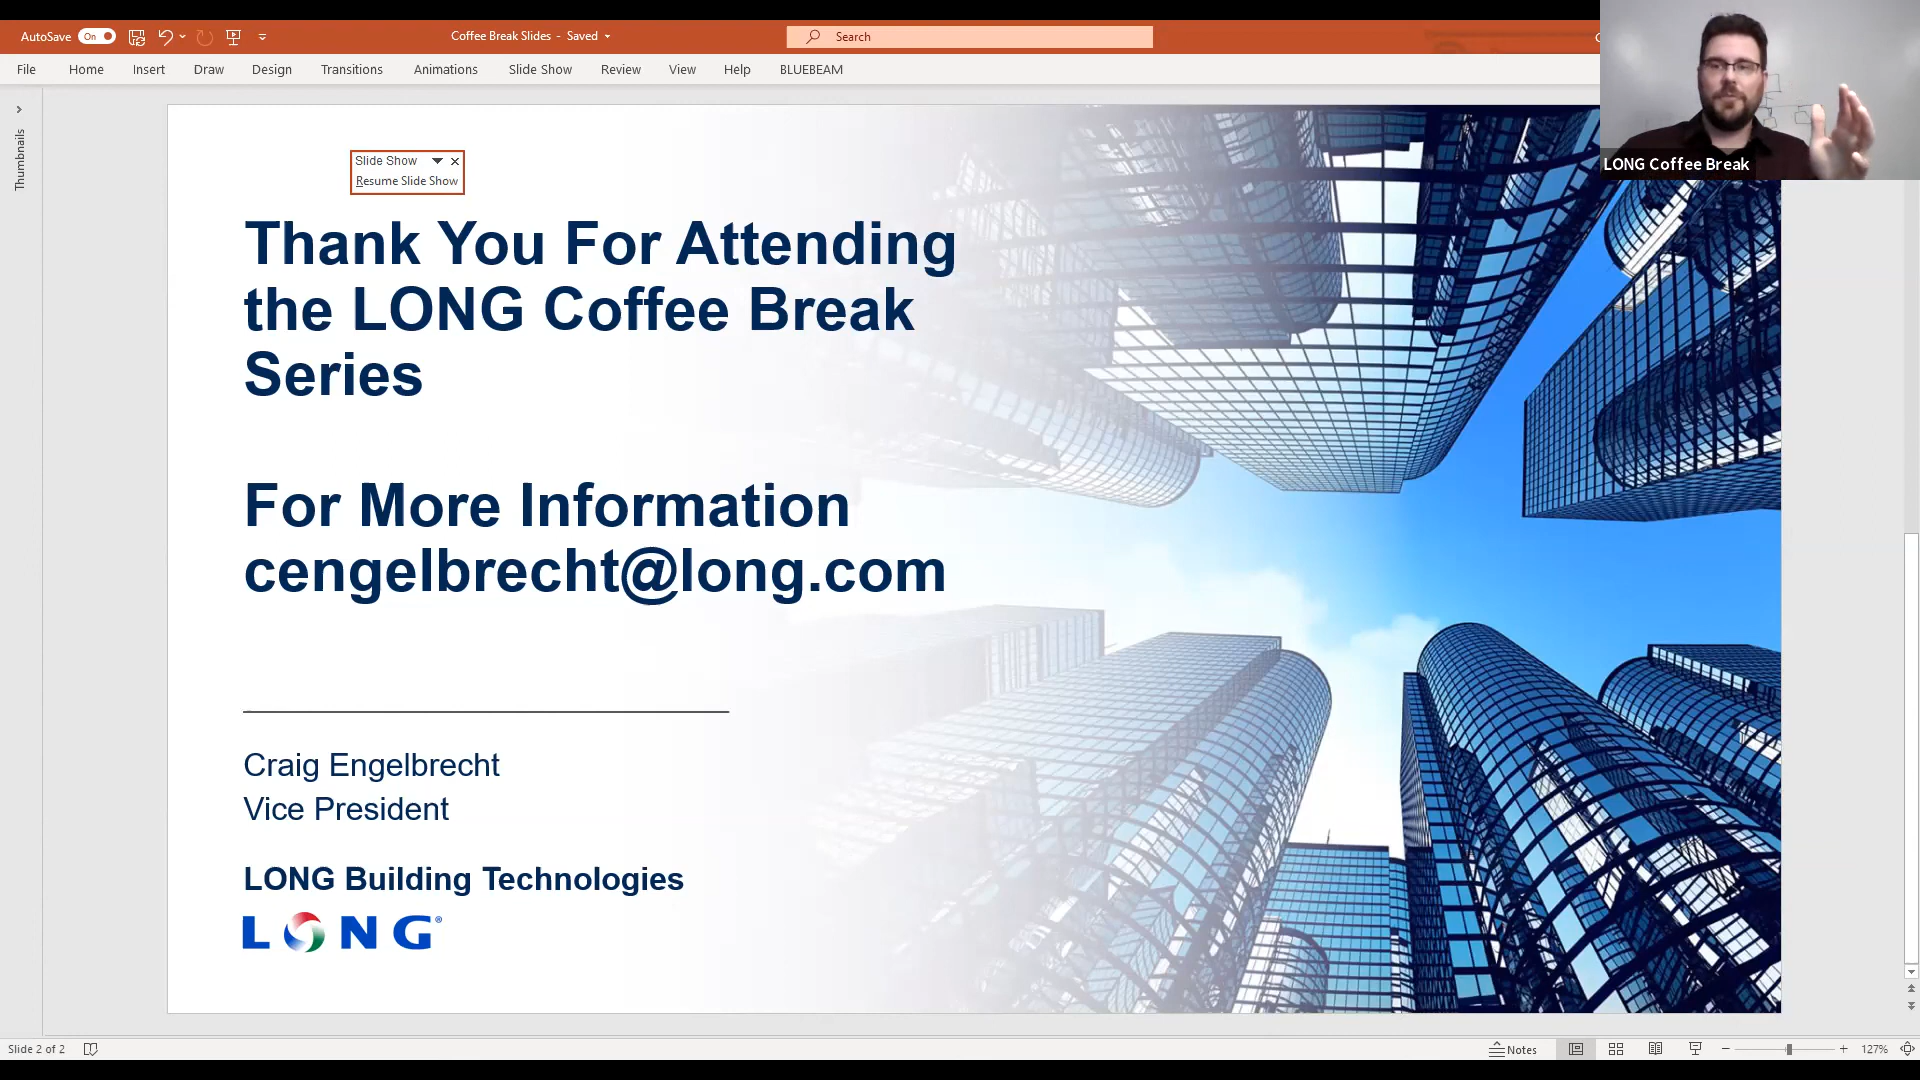 AutoSave On
Coffee Break Slides - Saved
Search
File Home Insert Draw Design Transitions Animations Slide Show Review View Help BLUEBEAM
LONG Coffee Break
Thumbnails
Slide Show
Resume Slide Show
Thank You For Attending
the LONG Coffee Break
Series
For More Information
cengelbrecht@long.com
Craig Engelbrecht
Vice President
LONG Building Technologies
LONG®
Slide 2 of 2
Notes
127%